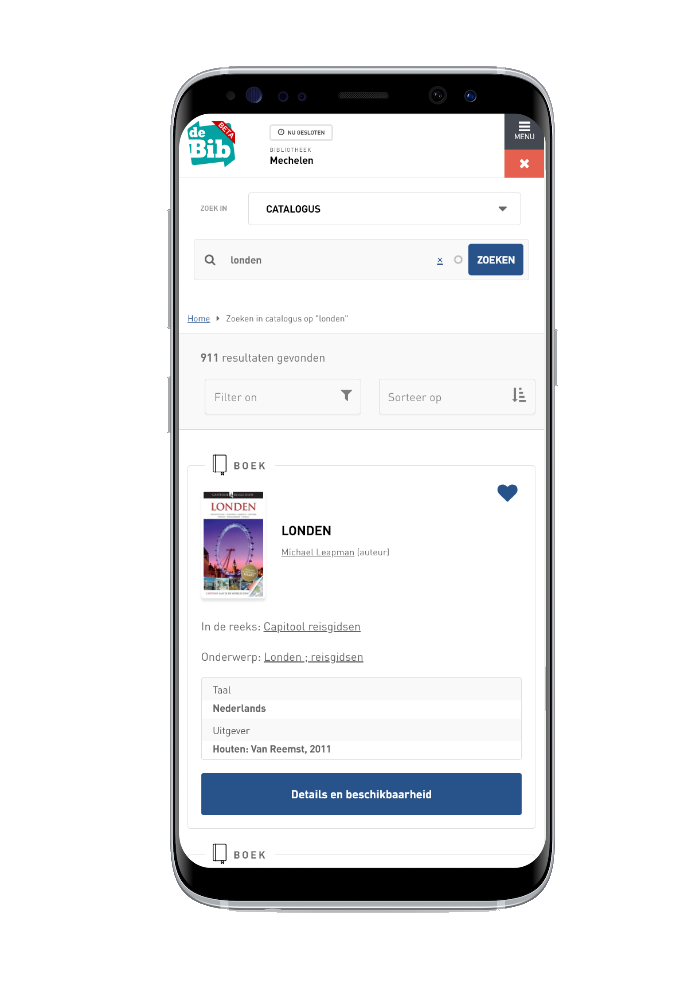 de
Bib
BETA
NU GESLOTEN
BIBLIOTHEEK
Mechelen
MENU
ZOEK IN
CATALOGUS
londen
×
ZOEKEN
Home
Zoeken in catalogus op "londen"
911 resultaten gevonden
Filter on
Sorteer op
BOEK
LONDEN
LONDEN
Michael Leapman (auteur)
In de reeks: Capitool reisgidsen
Onderwerp: Londen ; reisgidsen
Taal
Nederlands
Uitgever
Houten: Van Reemst, 2011
Details en beschikbaarheid
BOEK